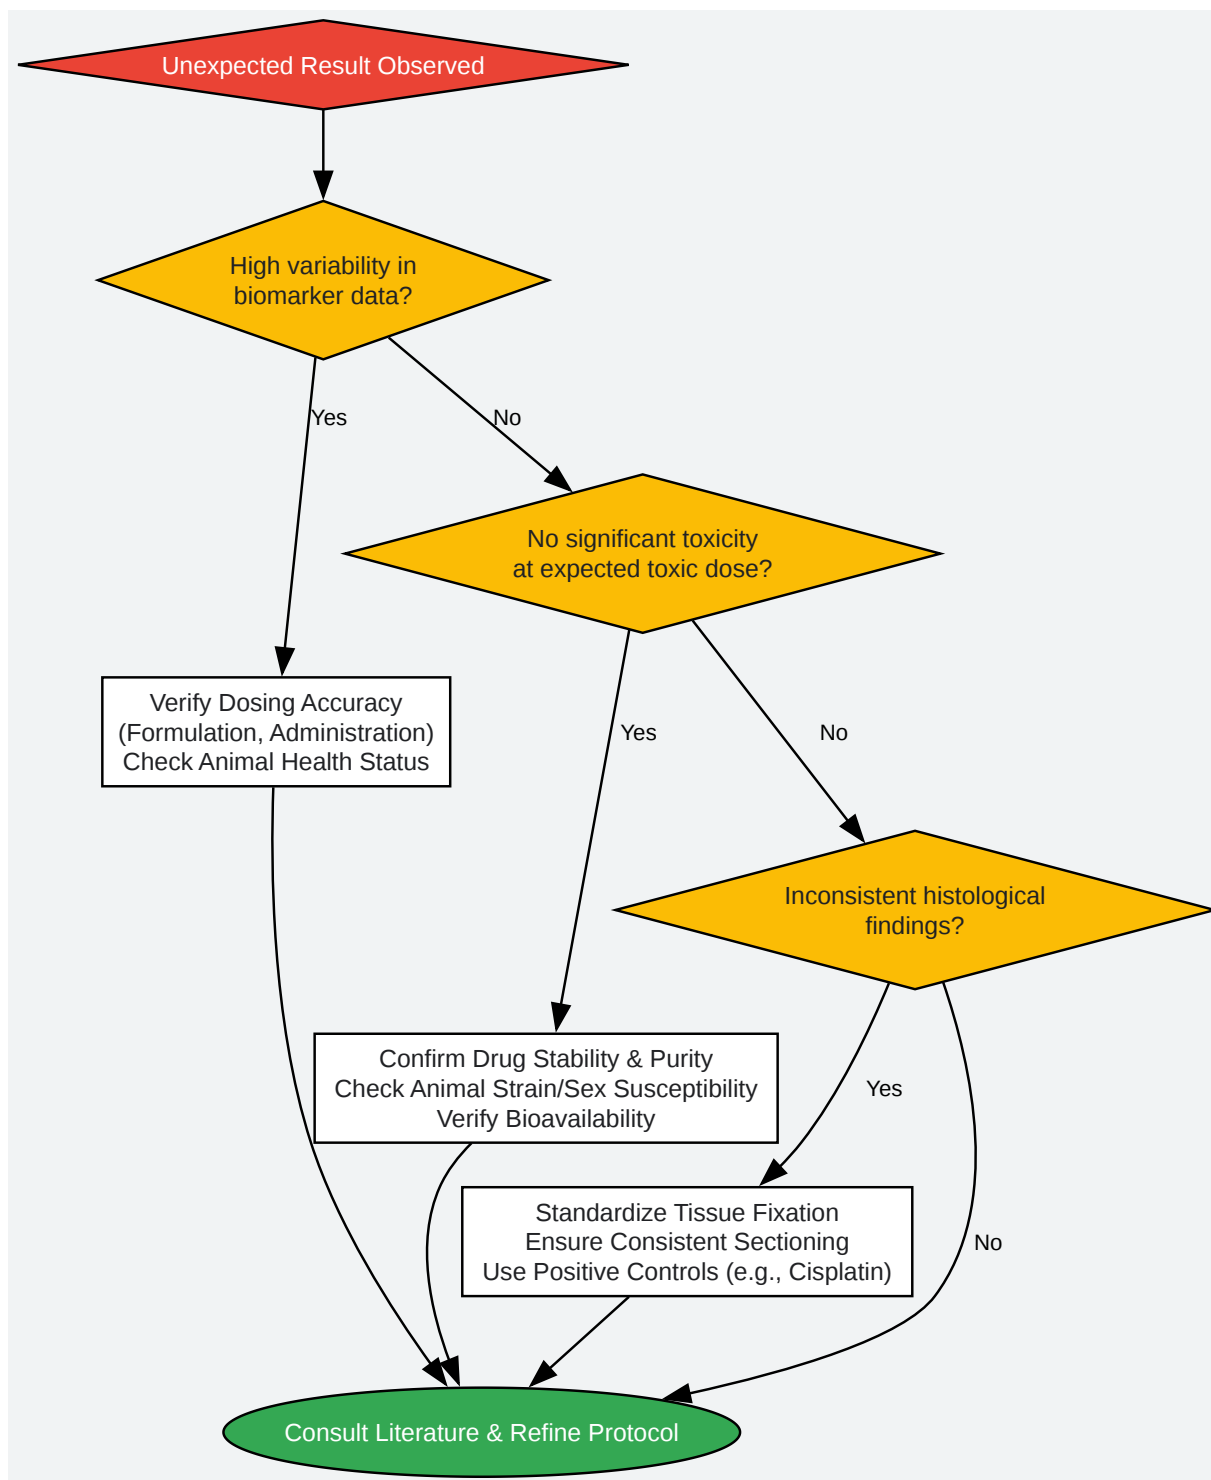 Unexpected Result Observed
High variability in
biomarker data?
Yes
No
No significant toxicity
at expected toxic dose?
Verify Dosing Accuracy
(Formulation, Administration)
Check Animal Health Status
Yes
No
Inconsistent histological
findings?
Confirm Drug Stability & Purity
Check Animal Strain/Sex Susceptibility
Verify Bioavailability
Yes
Standardize Tissue Fixation
Ensure Consistent Sectioning
Use Positive Controls (e.g., Cisplatin)
No
Consult Literature & Refine Protocol